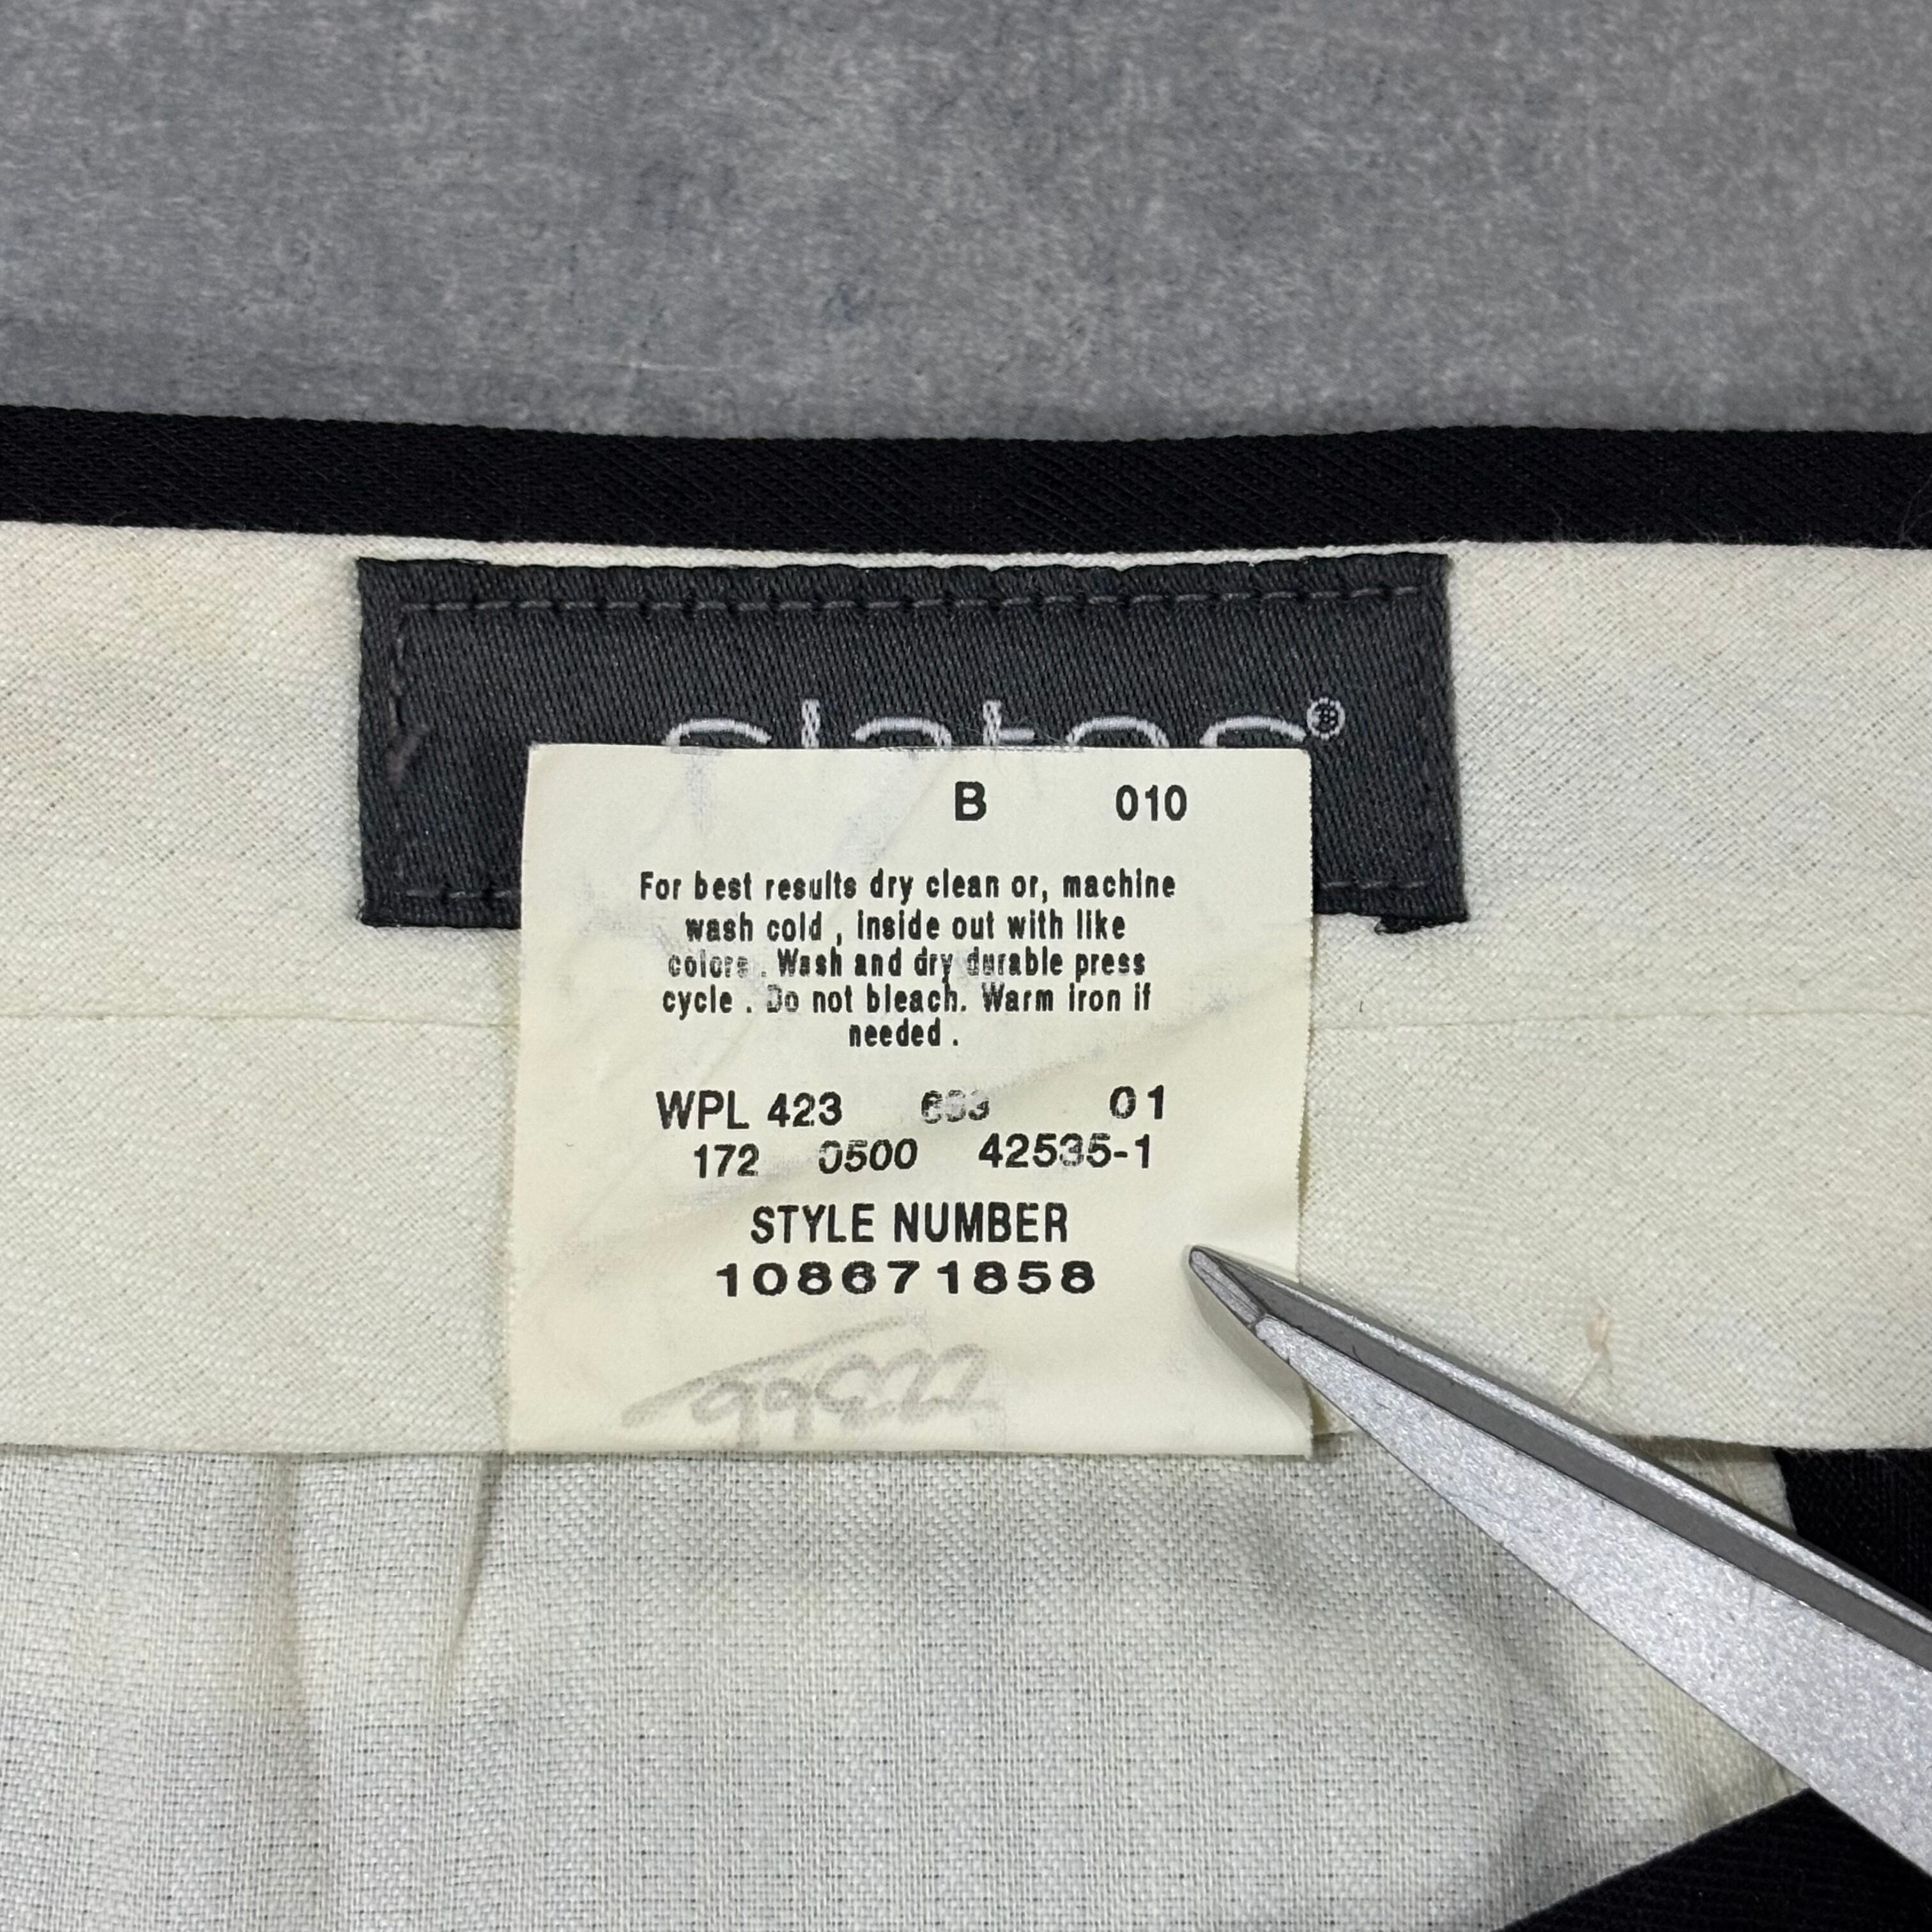 slates®
B 010
For best results dry clean or, machine
wash cold , inside out with like
colors . Wash and dry durable press
cycle . Do not bleach. Warm iron if
needed .
WPL 423 01
172 0500 42535-1
STYLE NUMBER
108671858